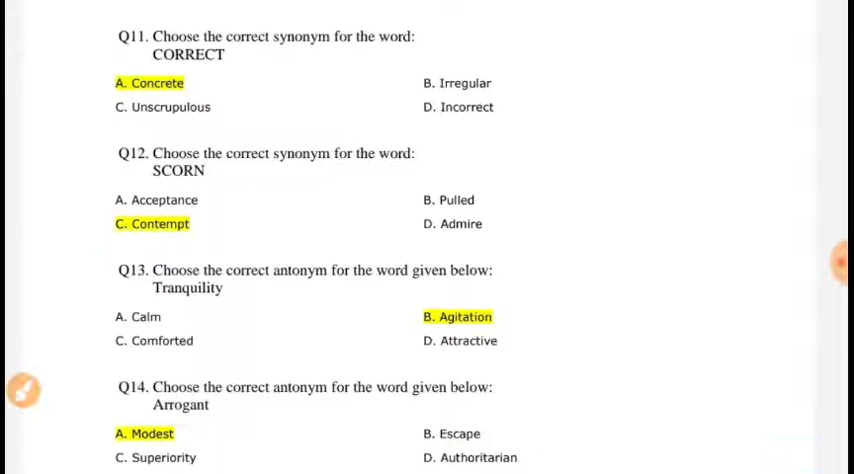 Q11. Choose the correct synonym for the word:
CORRECT
A. Concrete B. Irregular
C. Unscrupulous D. Incorrect
Q12. Choose the correct synonym for the word:
SCORN
A. Acceptance B. Pulled
C. Contempt D. Admire
Q13. Choose the correct antonym for the word given below:
Tranquility
A. Calm B. Agitation
C. Comforted D. Attractive
Q14. Choose the correct antonym for the word given below:
Arrogant
A. Modest B. Escape
C. Superiority D. Authoritarian